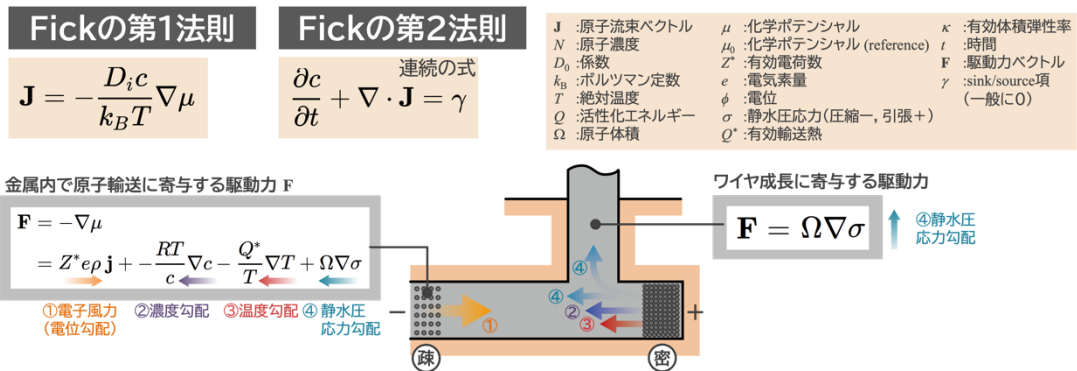 Fickの第1法則
Fickの第2法則
連続の式
J = −\frac{D_i c}{k_B T}∇μ
\frac{∂c}{∂t} + ∇ · J = γ
J :原子流束ベクトル
N :原子濃度
D₀ :係数
k_B :ボルツマン定数
T :絶対温度
Q :活性化エネルギー
Ω :原子体積
μ :化学ポテンシャル
μ₀ :化学ポテンシャル (reference)
Z* :有効電荷数
e :電気素量
ϕ :電位
σ :静水圧応力(圧縮ー, 引張+)
Q* :有効輸送熱
κ :有効体積弾性率
t :時間
F :駆動力ベクトル
γ :sink/source項
(一般に0)
金属内で原子輸送に寄与する駆動力 F
F = −∇μ
= Z*eρ j + −\frac{RT}{c}∇c − \frac{Q*}{T}∇T + Ω∇σ
①電子風力
(電位勾配)
②濃度勾配
③温度勾配
④ 静水圧
応力勾配
ワイヤ成長に寄与する駆動力
F = Ω∇σ
④静水圧
応力勾配
④
④
②
③
①
−
+
疎
密